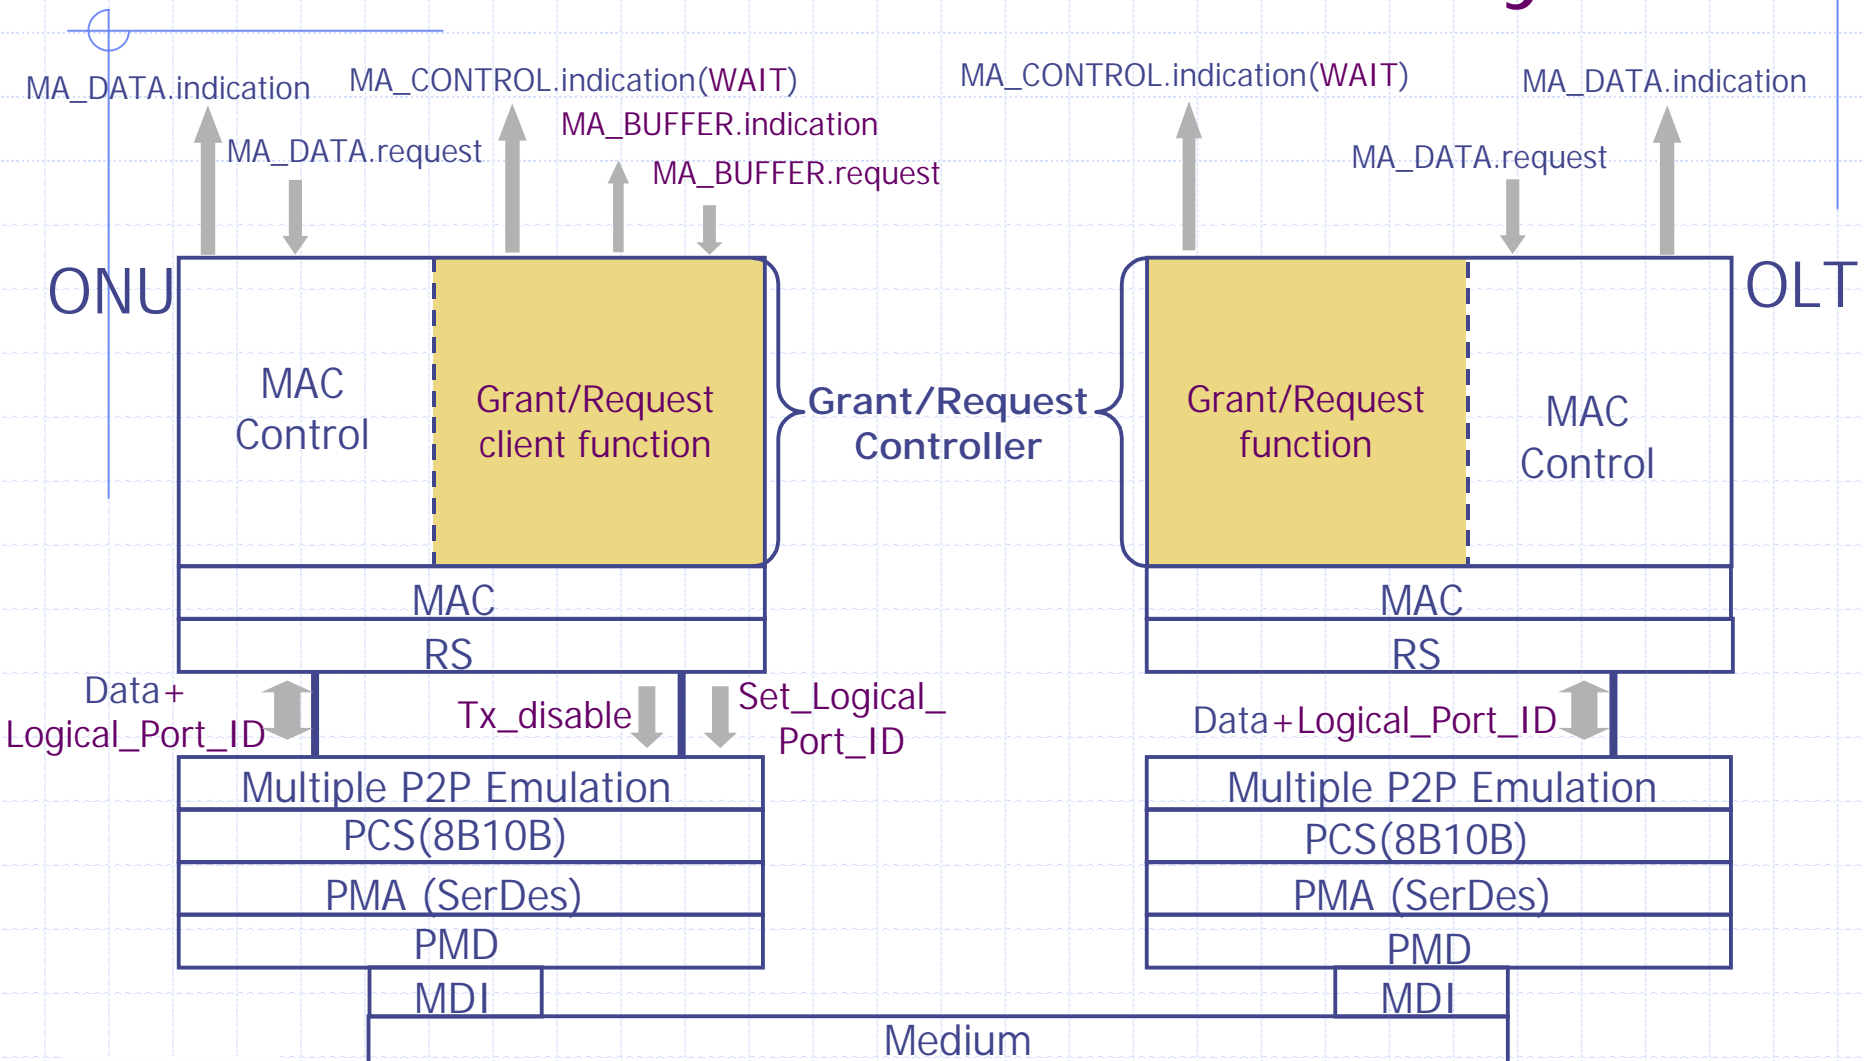 MA_DATA.indication
MA_CONTROL.indication(WAIT)
MA_BUFFER.indication
MA_DATA.request
MA_BUFFER.request
MA_CONTROL.indication(WAIT)
MA_DATA.indication
MA_DATA.request
ONU
OLT
MAC
Control
Grant/Request
client function
Grant/Request
Controller
Grant/Request
function
MAC
Control
MAC
RS
MAC
RS
Data+
Logical_Port_ID
Tx_disable
Set_Logical_
Port_ID
Data+Logical_Port_ID
Multiple P2P Emulation
PCS(8B10B)
PMA (SerDes)
PMD
MDI
Multiple P2P Emulation
PCS(8B10B)
PMA (SerDes)
PMD
MDI
Medium